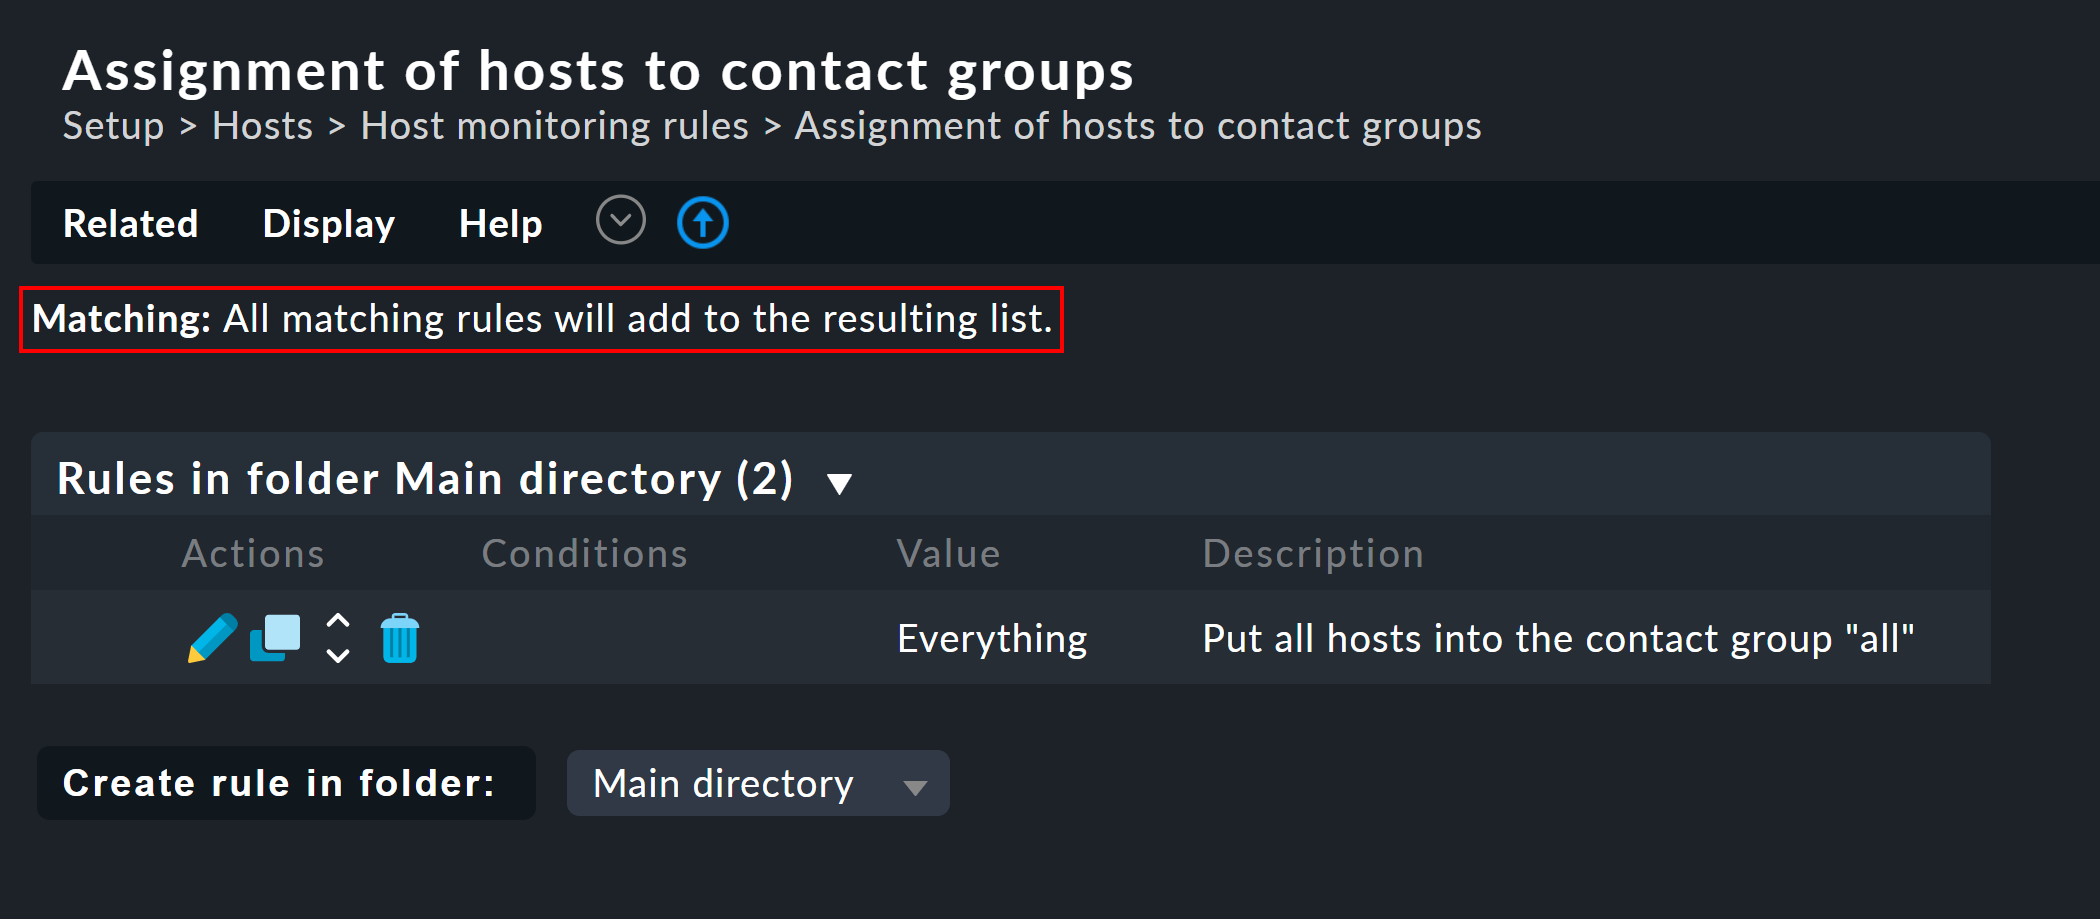 Assignment of hosts to contact groups
Setup > Hosts > Host monitoring rules > Assignment of hosts to contact groups
Related Display Help
Matching: All matching rules will add to the resulting list.
Rules in folder Main directory (2)
Actions Conditions Value Description
Everything Put all hosts into the contact group "all"
Create rule in folder: Main directory